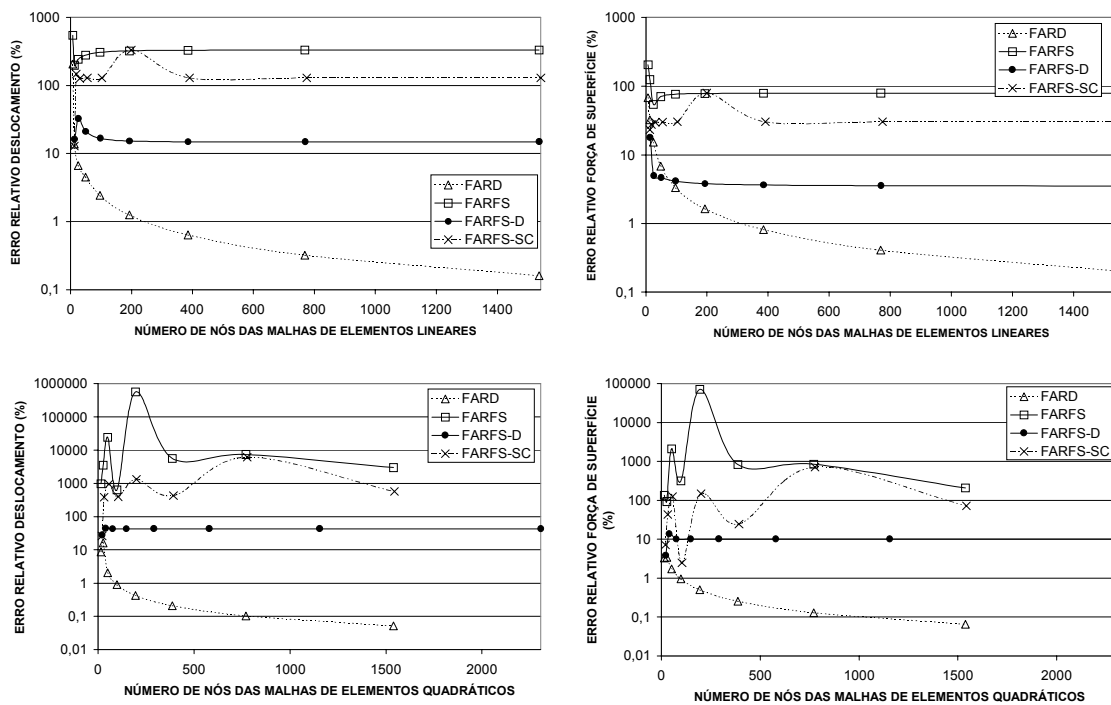 ERRO RELATIVO DESLOCAMENTO (%)
1000
100
10
1
0,1
0 200 400 600 800 1000 1200 1400
NÚMERO DE NÓS DAS MALHAS DE ELEMENTOS LINEARES
FARD
FARFS
FARFS-D
FARFS-SC
ERRO RELATIVO FORÇA DE SUPERFÍCIE (%)
1000
100
10
1
0,1
0 200 400 600 800 1000 1200 1400
NÚMERO DE NÓS DAS MALHAS DE ELEMENTOS LINEARES
FARD
FARFS
FARFS-D
FARFS-SC
ERRO RELATIVO DESLOCAMENTO (%)
1000000
100000
10000
1000
100
10
1
0,1
0,01
0 500 1000 1500 2000
NÚMERO DE NÓS DAS MALHAS DE ELEMENTOS QUADRÁTICOS
FARD
FARFS
FARFS-D
FARFS-SC
ERRO RELATIVO FORÇA DE SUPERFÍCIE
(%)
100000
10000
1000
100
10
1
0,1
0,01
0 500 1000 1500 2000
NÚMERO DE NÓS DAS MALHAS DE ELEMENTOS QUADRÁTICOS
FARD
FARFS
FARFS-D
FARFS-SC